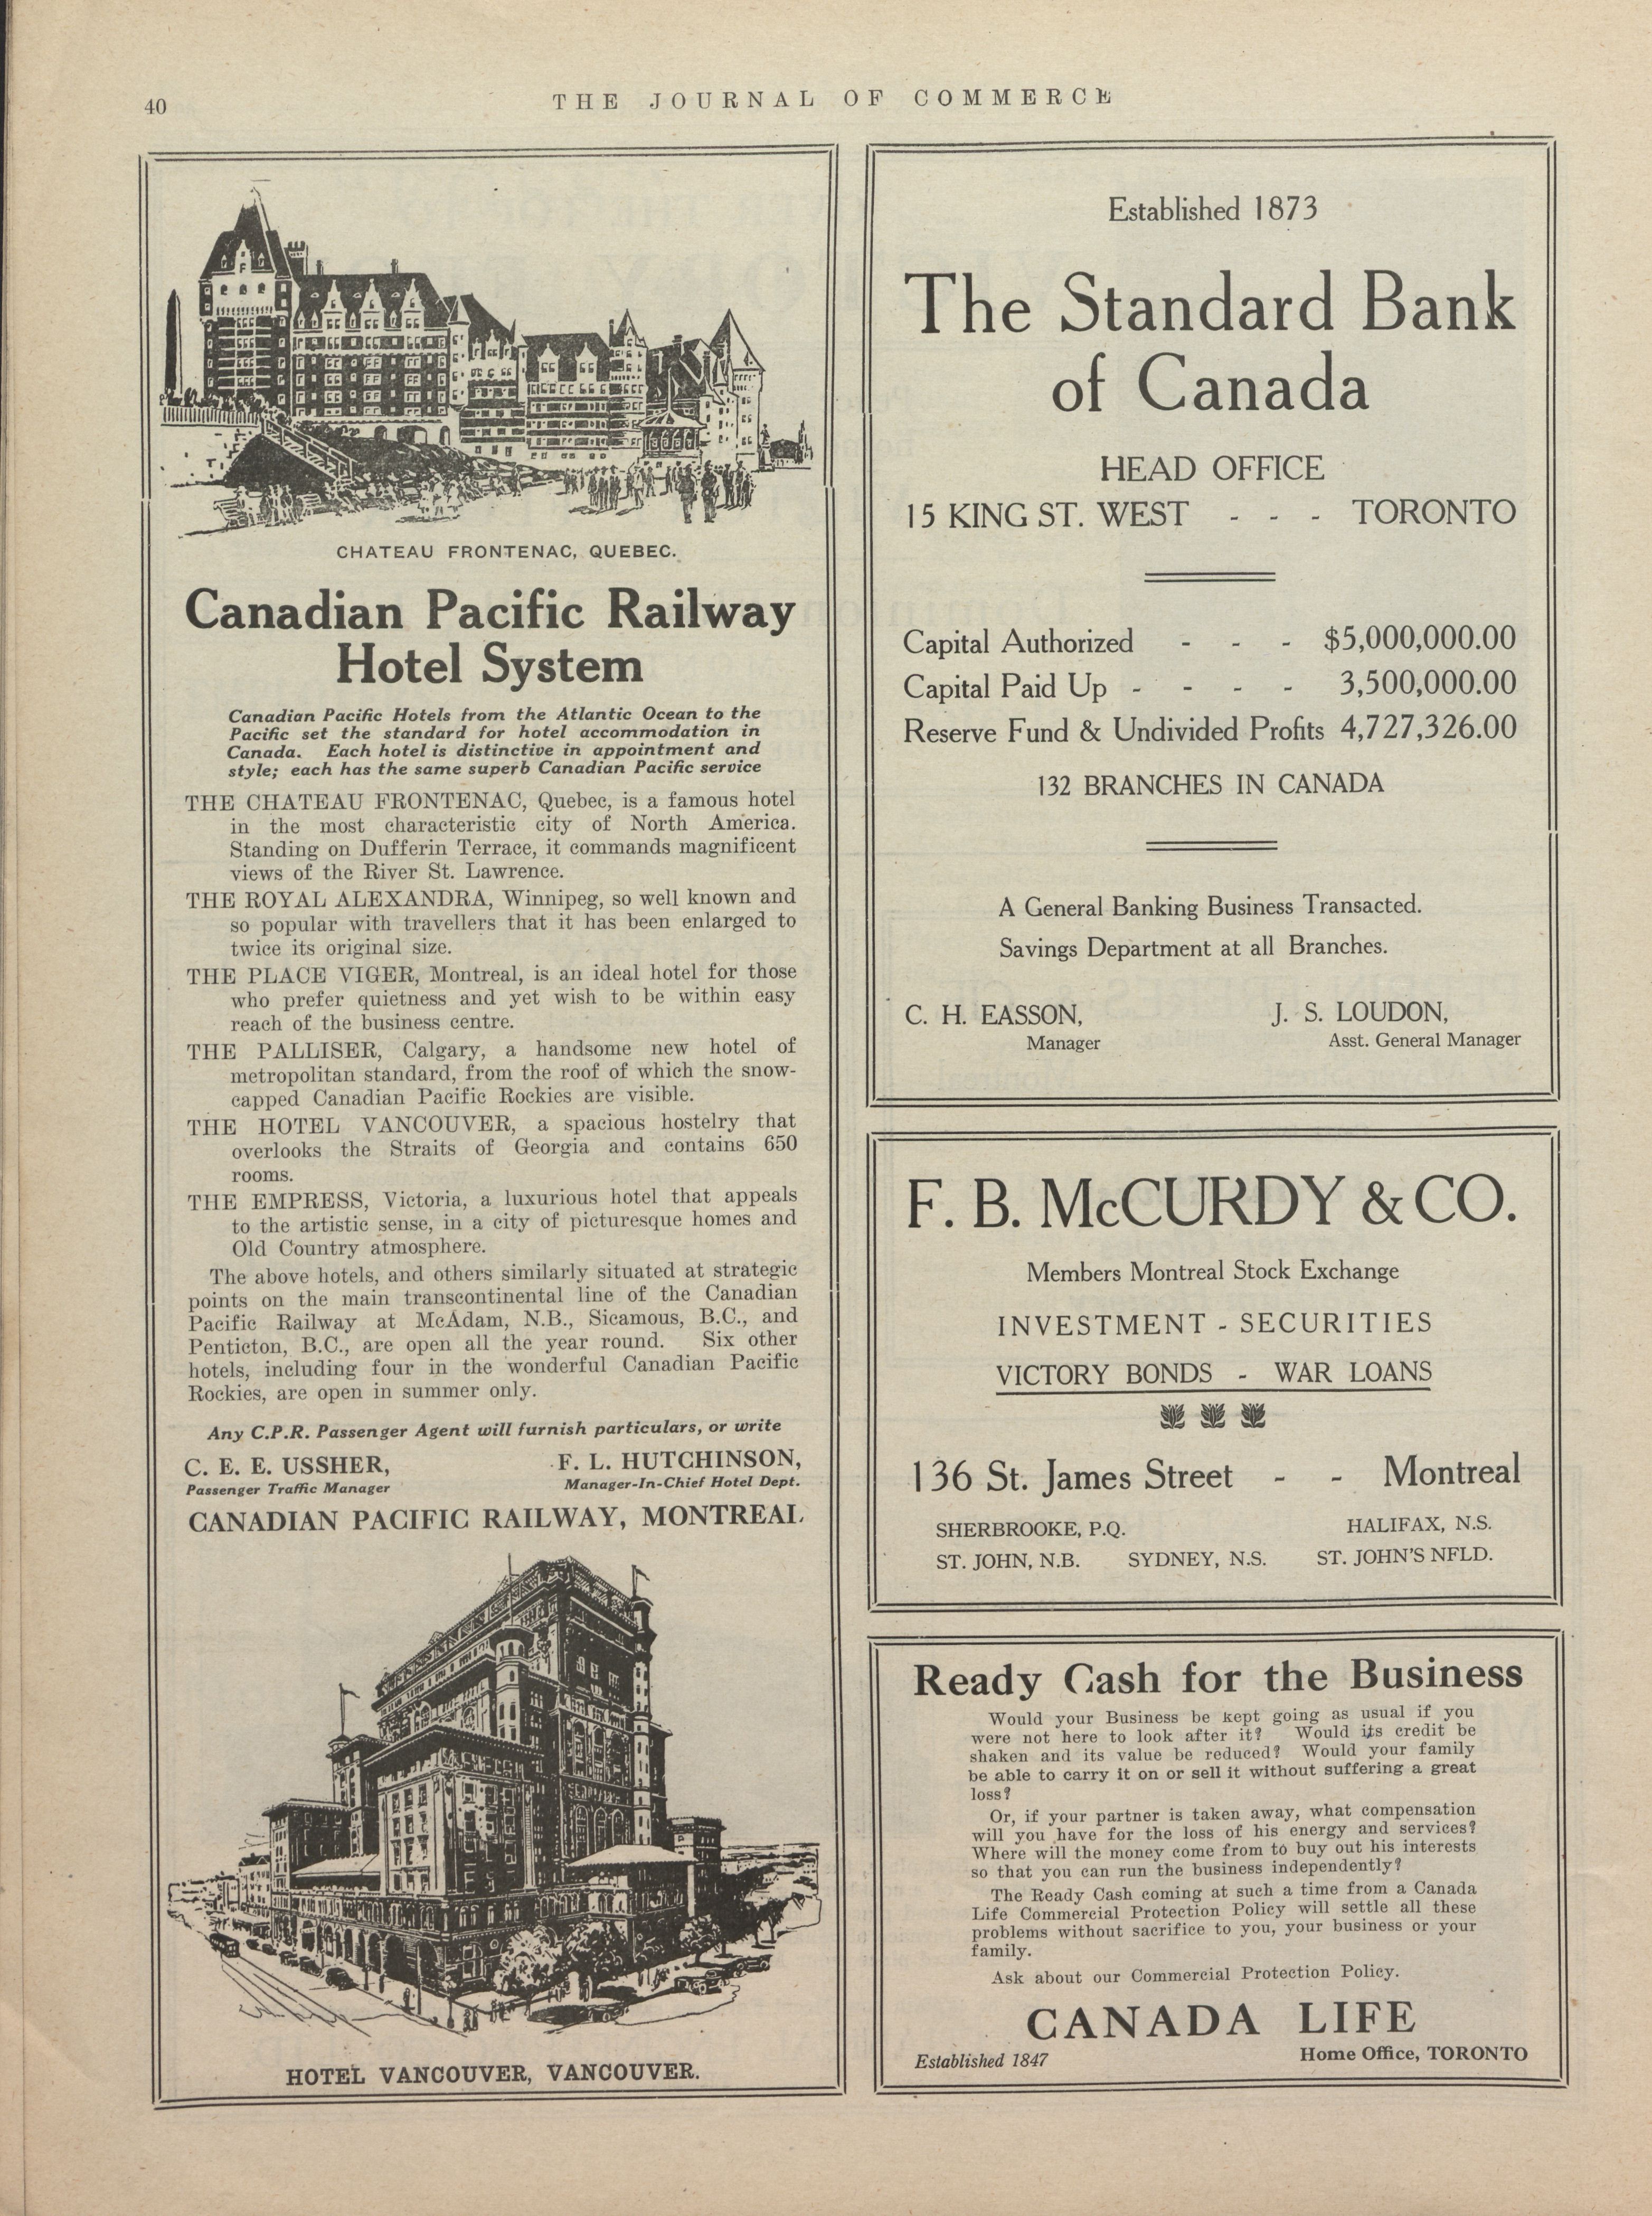 40
THE JOURNAL OF COMMERCE
CHATEAU FRONTENAC, QUEBEC.
Canadian Pacific Railway
Hotel System
Canadian Pacific Hotels from the Atlantic Ocean to the
Pacific set the standard for hotel accommodation in
Canada. Each hotel is distinctive in appointment and
style; each has the same superb Canadian Pacific service
THE CHATEAU FRONTENAC, Quebec, is a famous hotel
in the most characteristic city of North America.
Standing on Dufferin Terrace, it commands magnificent
views of the River St. Lawrence.
THE ROYAL ALEXANDRA, Winnipeg, so well known and
so popular with travellers that it has been enlarged to
twice its original size.
THE PLACE VIGER, Montreal, is an ideal hotel for those
who prefer quietness and yet wish to be within easy
reach of the business centre.
THE PALLISER, Calgary, a handsome new hotel of
metropolitan standard, from the roof of which the snow-
capped Canadian Pacific Rockies are visible.
THE HOTEL VANCOUVER, a spacious hostelry that
overlooks the Straits of Georgia and contains 650
rooms.
THE EMPRESS, Victoria, a luxurious hotel that appeals
to the artistic sense, in a city of picturesque homes and
Old Country atmosphere.
The above hotels, and others similarly situated at strategic
points on the main transcontinental line of the Canadian
Pacific Railway at McAdam, N.B., Sicamous, B.C., and
Penticton, B.C., are open all the year round. Six other
hotels, including four in the wonderful Canadian Pacific
Rockies, are open in summer only.
Any C.P.R. Passenger Agent will furnish particulars, or write
C. E. E. USSHER, F. L. HUTCHINSON,
Passenger Traffic Manager Manager-In-Chief Hotel Dept.
CANADIAN PACIFIC RAILWAY, MONTREAL
HOTEL VANCOUVER, VANCOUVER.
Established 1873
The Standard Bank
of Canada
HEAD OFFICE
15 KING ST. WEST - - - TORONTO
Capital Authorized - - - $5,000,000.00
Capital Paid Up - - - - 3,500,000.00
Reserve Fund & Undivided Profits 4,727,326.00
132 BRANCHES IN CANADA
A General Banking Business Transacted.
Savings Department at all Branches.
C. H. EASSON, J. S. LOUDON,
Manager Asst. General Manager
F. B. McCURDY & CO.
Members Montreal Stock Exchange
INVESTMENT - SECURITIES
VICTORY BONDS - WAR LOANS
136 St. James Street - - Montreal
SHERBROOKE, P.Q. HALIFAX, N.S.
ST. JOHN, N.B. SYDNEY, N.S. ST. JOHN'S NFLD.
Ready Cash for the Business
Would your Business be kept going as usual if you
were not here to look after it? Would its credit be
shaken and its value be reduced? Would your family
be able to carry it on or sell it without suffering a great
loss?
Or, if your partner is taken away, what compensation
will you have for the loss of his energy and services?
Where will the money come from to buy out his interests
so that you can run the business independently?
The Ready Cash coming at such a time from a Canada
Life Commercial Protection Policy will settle all these
problems without sacrifice to you, your business or your
family.
Ask about our Commercial Protection Policy.
CANADA LIFE
Established 1847 Home Office, TORONTO